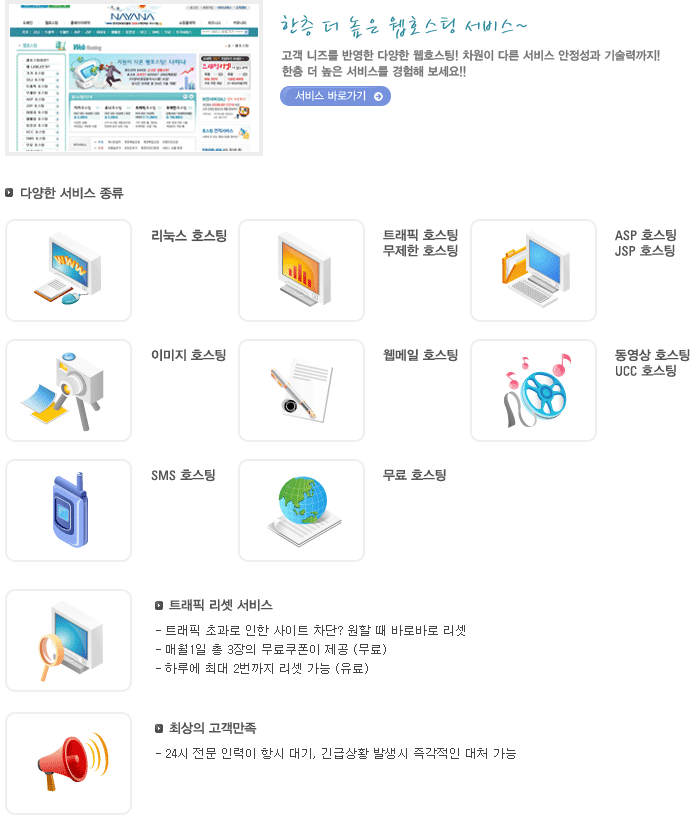 NAYANA
Web Hosting
한층 더 높은 웹호스팅 서비스~
고객 니즈를 반영한 다양한 웹호스팅! 차원이 다른 서비스 안정성과 기술력까지!!
한층 더 높은 서비스를 경험해 보세요!!
서비스 바로가기
다양한 서비스 종류
리눅스 호스팅
트래픽 호스팅
무제한 호스팅
ASP 호스팅
JSP 호스팅
WWW
이미지 호스팅
웹메일 호스팅
동영상 호스팅
UCC 호스팅
SMS 호스팅
무료 호스팅
트래픽 리셋 서비스
- 트래픽 초과로 인한 사이트 차단? 원할 때 바로바로 리셋
- 매월1일 총 3장의 무료쿠폰이 제공 (무료)
- 하루에 최대 2번까지 리셋 가능 (유료)
최상의 고객만족
- 24시 전문 인력이 항시 대기, 긴급상황 발생시 즉각적인 대처 가능